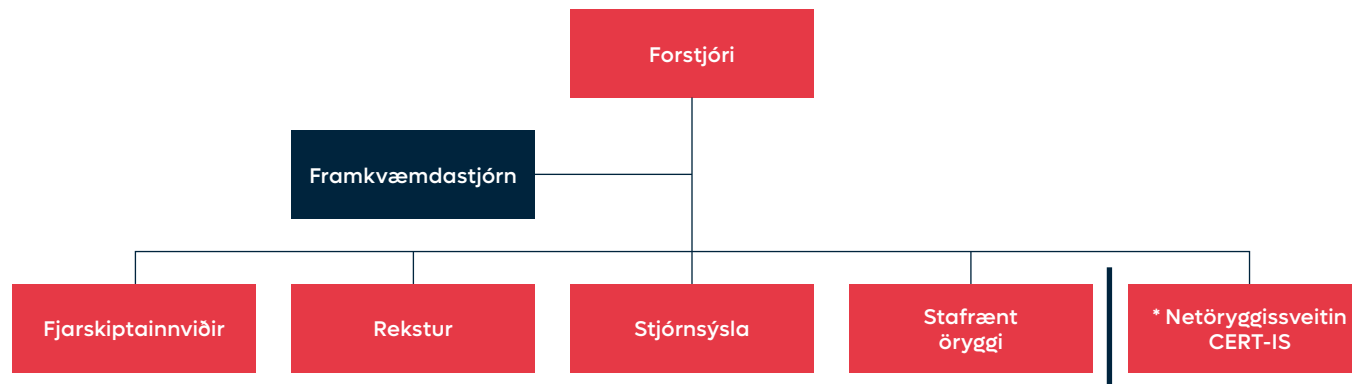 Forstjóri
Framkvæmdastjórn
Fjarskiptainnviðir
Rekstur
Stjórnsýsla
Stafrænt
öryggi
* Netöryggissveitin
CERT-IS